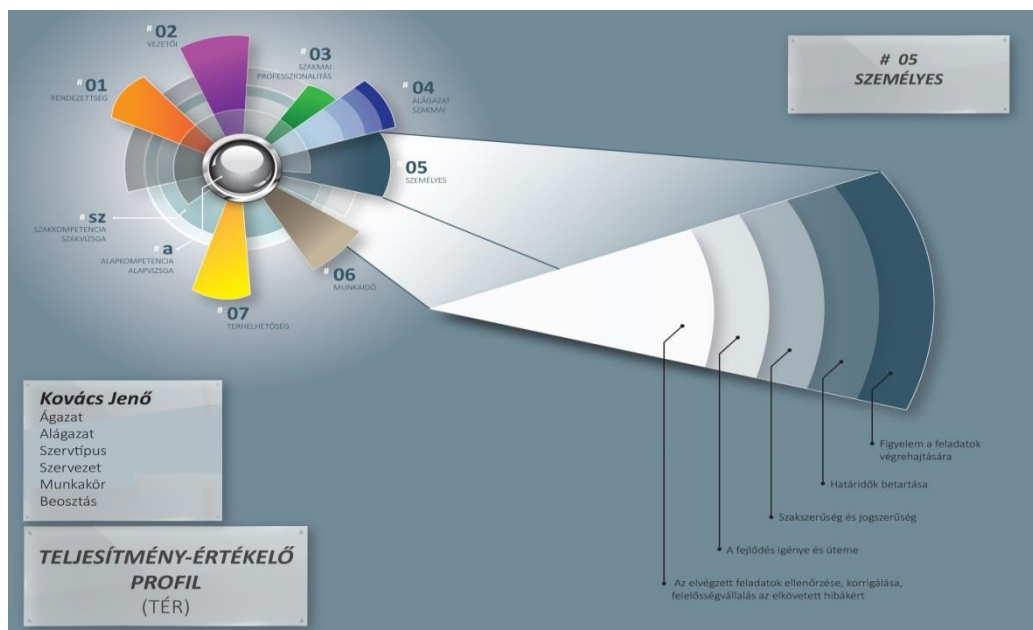 # 02
VEZETŐI
# 03
SZAKMAI
PROFESSZIONALITÁS
# 01
RENDEZETTSÉG
# 04
ALÁGAZAT
SZAKMAI
# 05
SZEMÉLYES
# sz
SZAKKOMPETENCIA
SZAKVIZSGA
# a
ALAPKOMPETENCIA
ALAPVIZSGA
# 06
MUNKAIDŐ
# 07
TERHELHETŐSÉG
# 05
SZEMÉLYES
Kovács Jenő
Ágazat
Alágazat
Szervtípus
Szervezet
Munkakör
Beosztás
TELJESÍTMÉNY-ÉRTÉKELŐ
PROFIL
(TÉR)
Figyelem a feladatok
végrehajtására
Határidők betartása
Szakszerűség és jogszerűség
A fejlődés igénye és üteme
Az elvégzett feladatok ellenőrzése, korrigálása,
felelősségvállalás az elkövetett hibákért